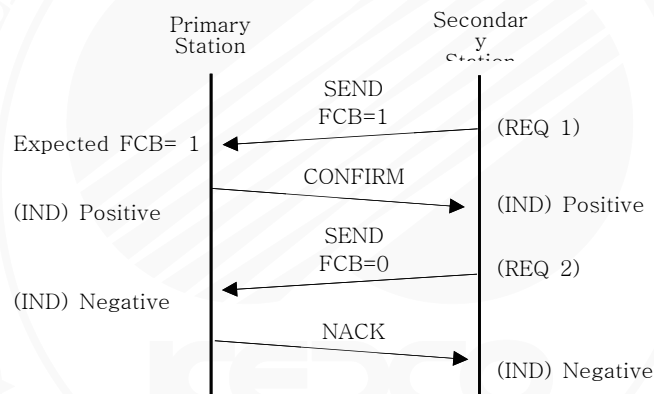 Primary
Station
Secondar
y
Station
SEND
FCB=1
(REQ 1)
Expected FCB= 1
CONFIRM
(IND) Positive
(IND) Positive
SEND
FCB=0
(REQ 2)
(IND) Negative
NACK
(IND) Negative